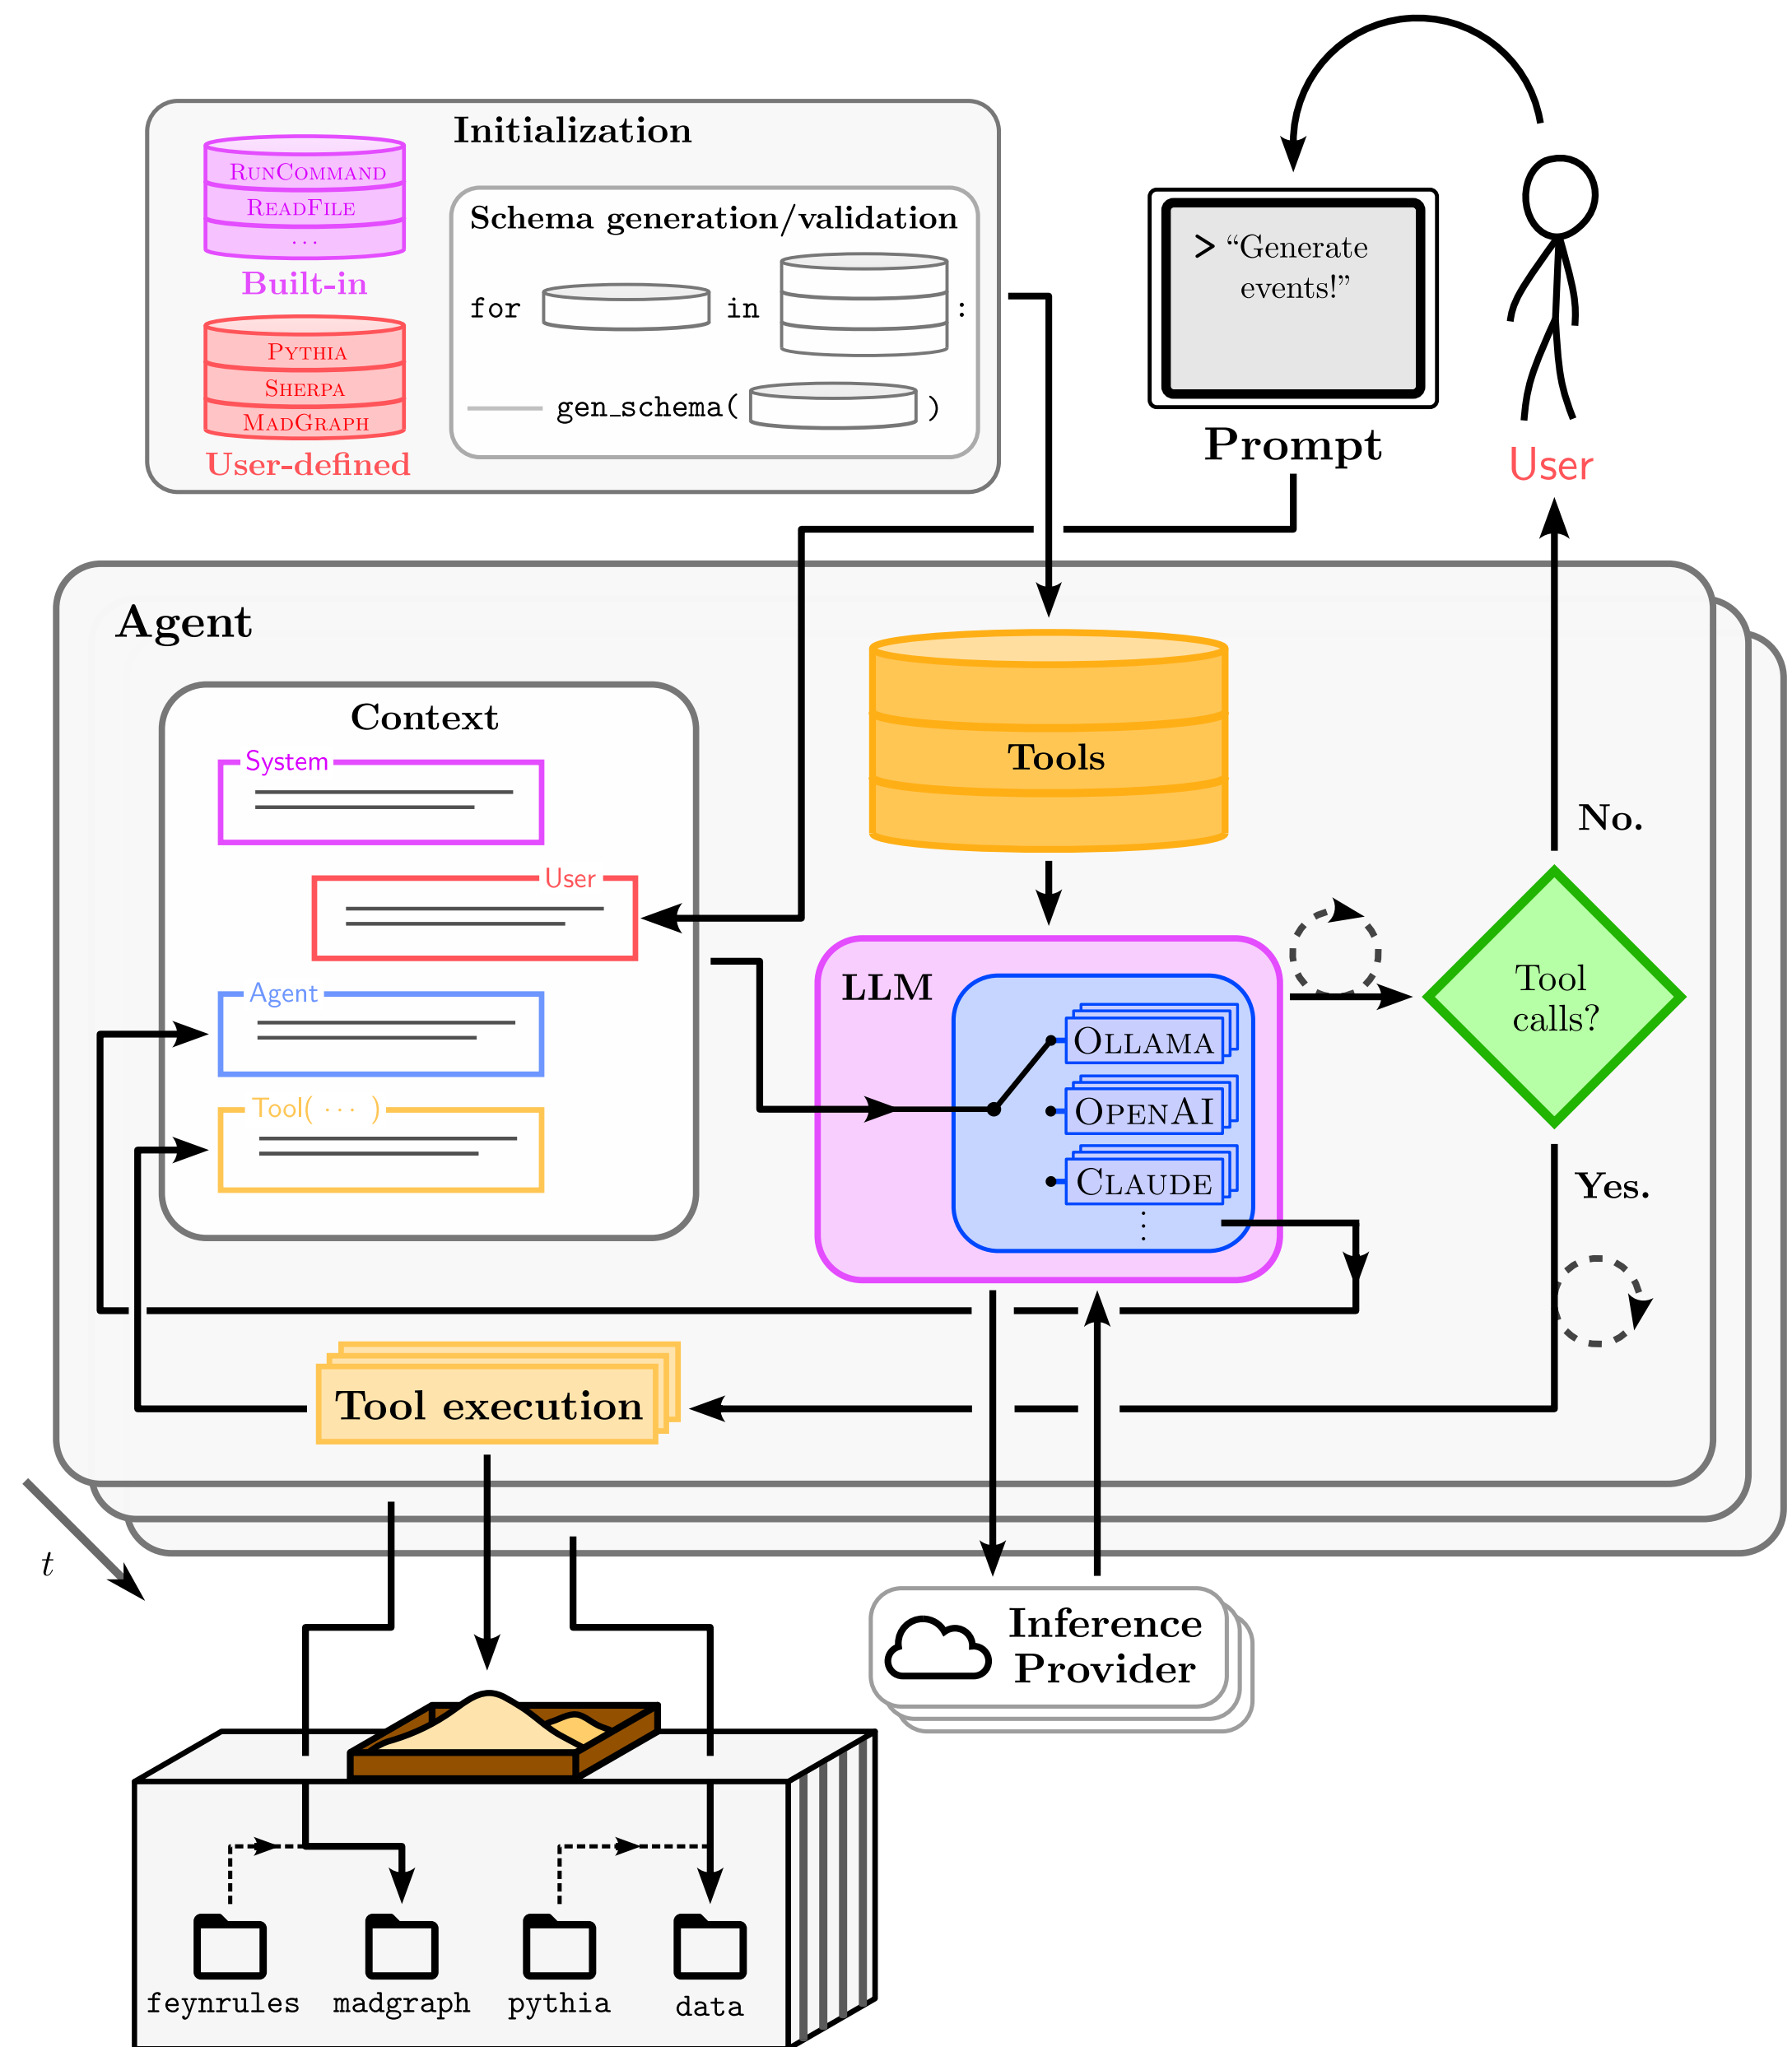 Initialization
RUNCOMMAND
READFILE
...
Built-in
PYTHIA
SHERPA
MADGRAPH
User-defined
Schema generation/validation
for in :
gen_schema( )
> “Generate
events!”
Prompt
User
Agent
Context
System
User
Agent
Tool( ··· )
Tools
LLM
OLLAMA
OPENAI
CLAUDE
⋮
Tool
calls?
No.
Yes.
Tool execution
t
Inference
Provider
feynrules madgraph pythia data